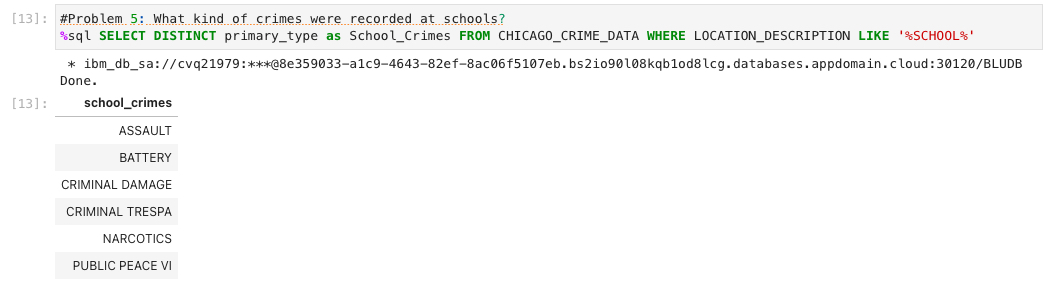 [13]: #Problem 5: What kind of crimes were recorded at schools?
%sql SELECT DISTINCT primary_type as School_Crimes FROM CHICAGO_CRIME_DATA WHERE LOCATION_DESCRIPTION LIKE '%SCHOOL%'
* ibm_db_sa://cvq21979:***@8e359033-a1c9-4643-82ef-8ac06f5107eb.bs2io90l08kqb1od8lcg.databases.appdomain.cloud:30120/BLUDB
Done.
[13]: school_crimes
ASSAULT
BATTERY
CRIMINAL DAMAGE
CRIMINAL TRESPA
NARCOTICS
PUBLIC PEACE VI